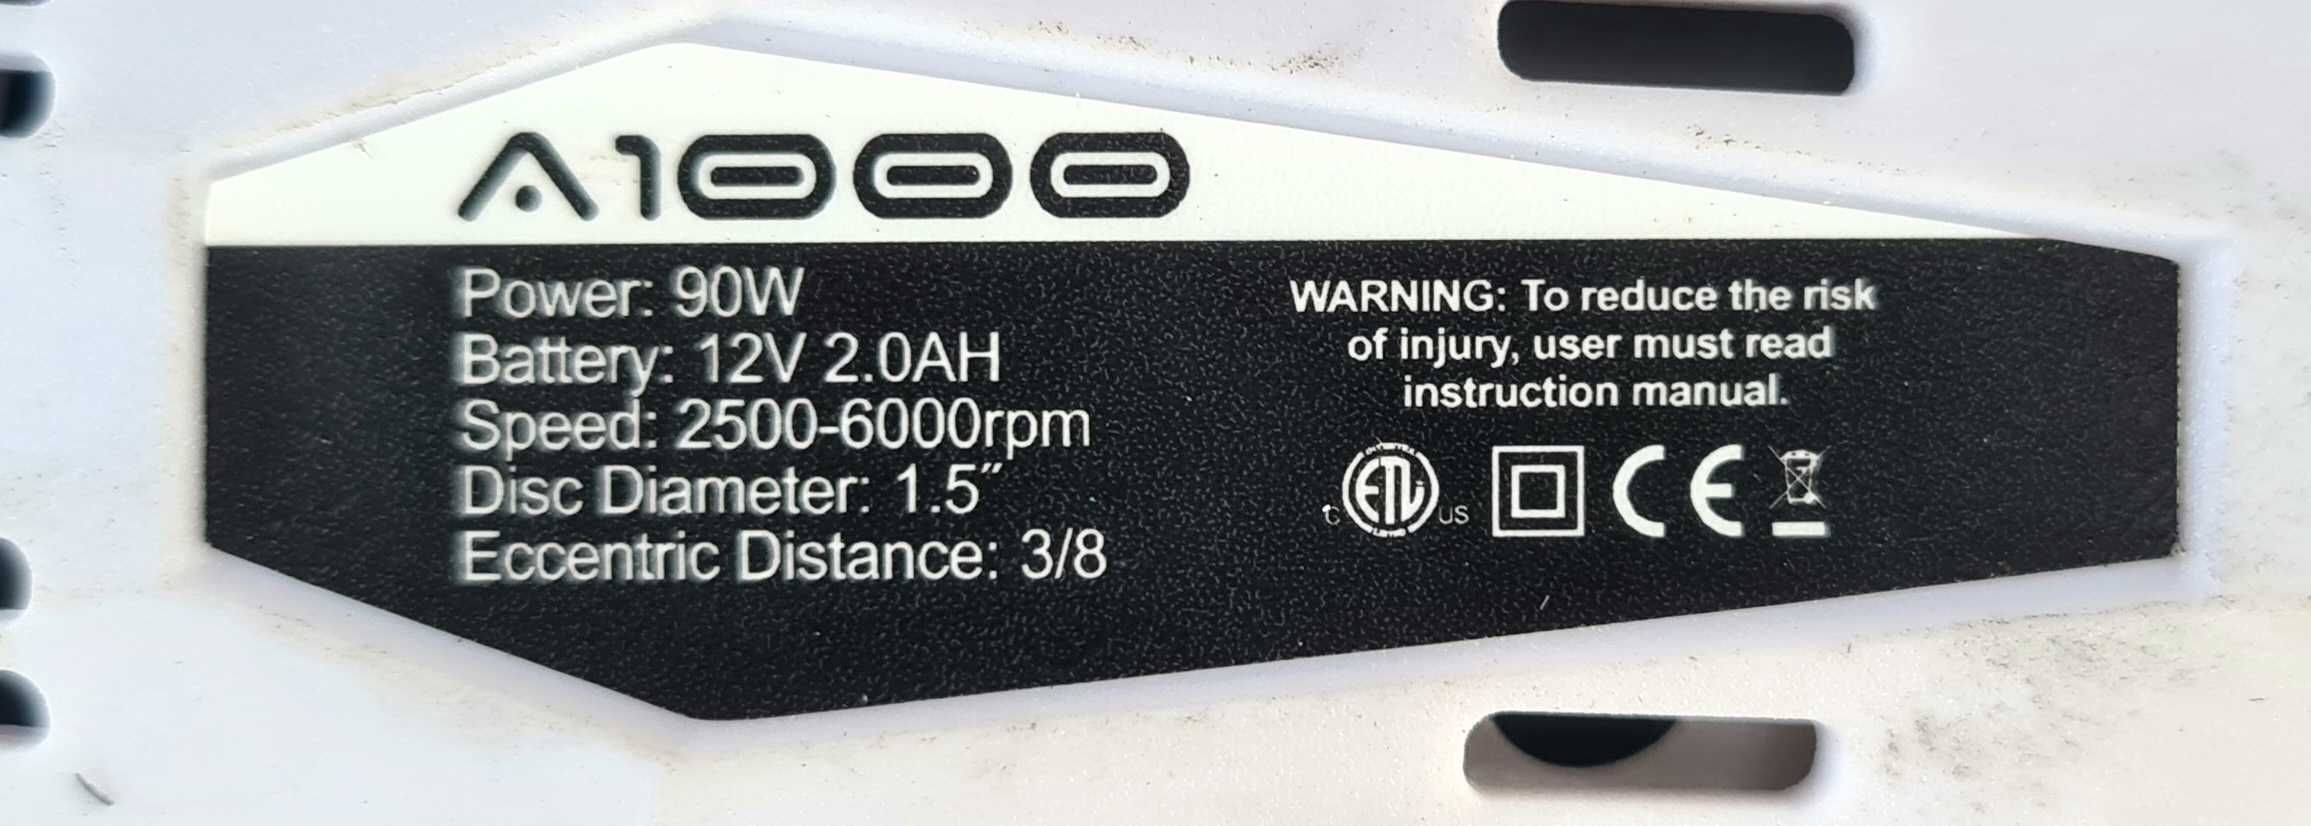 A1000
Power: 90W
Battery: 12V 2.0AH
Speed: 2500-6000rpm
Disc Diameter: 1.5"
Eccentric Distance: 3/8
WARNING: To reduce the risk
of injury, user must read
instruction manual.
c ETL us CE